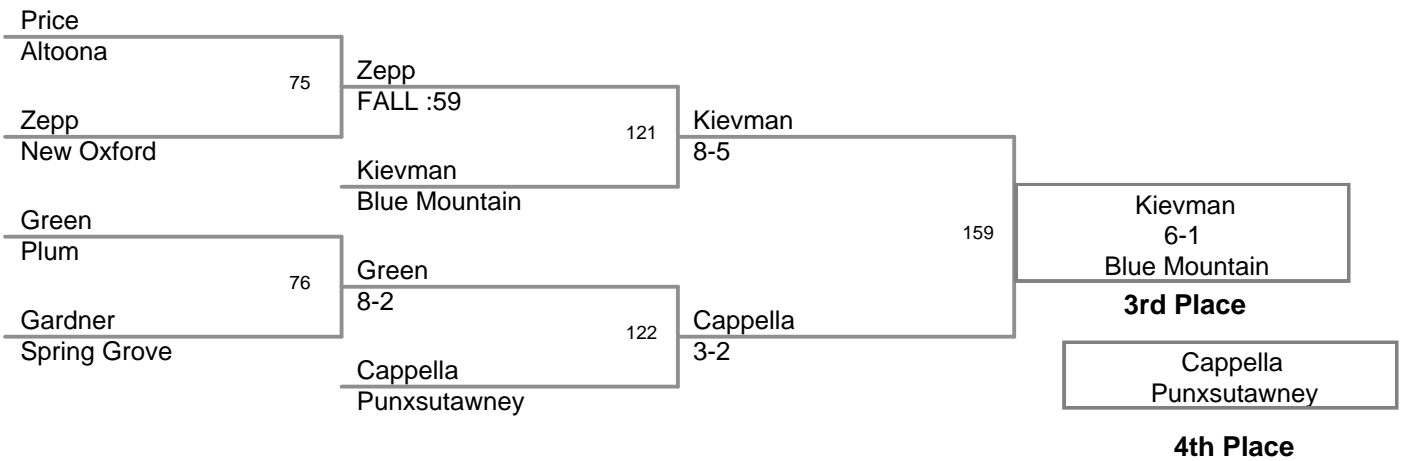 Price
Altoona
75
Zepp
New Oxford
Zepp
FALL :59
121
Kievman
Blue Mountain
Kievman
8-5
Green
Plum
76
Gardner
Spring Grove
Green
8-2
122
Cappella
Punxsutawney
Cappella
3-2
159
Kievman
6-1
Blue Mountain
3rd Place
Cappella
Punxsutawney
4th Place